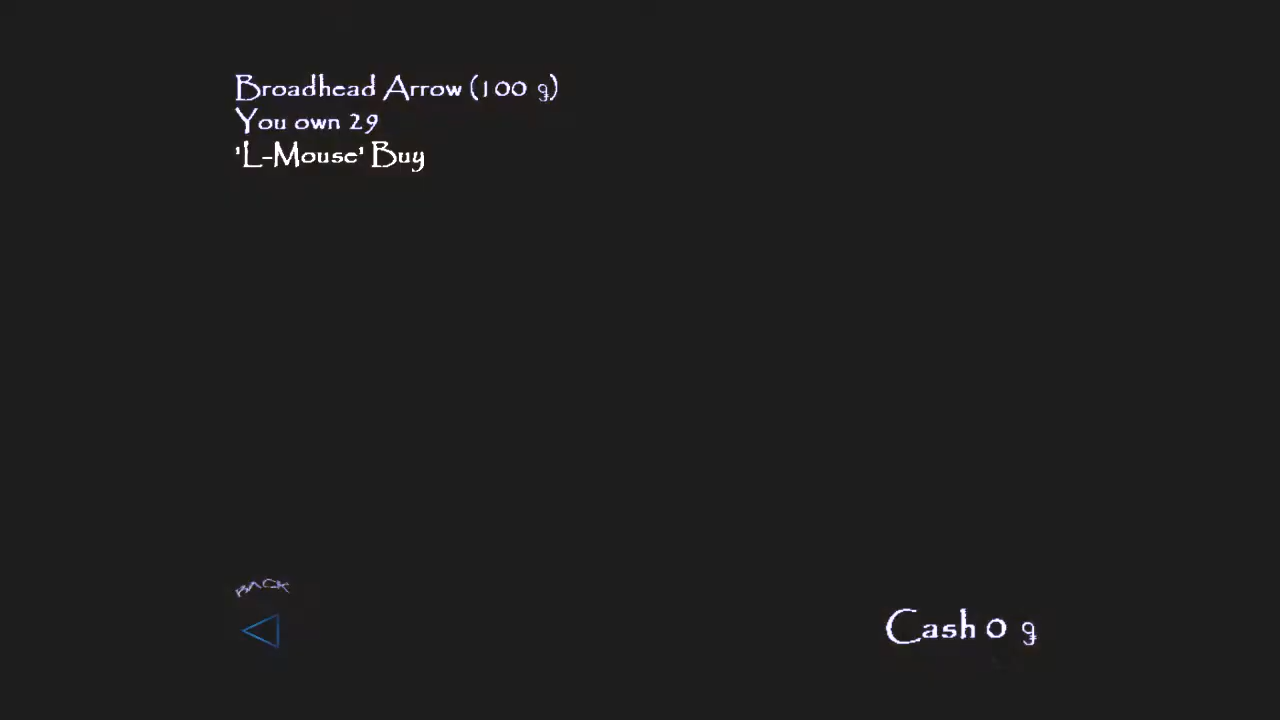 Broadhead Arrow (100 g)
You own 29
'L-Mouse' Buy
BACK
Cash 0 g